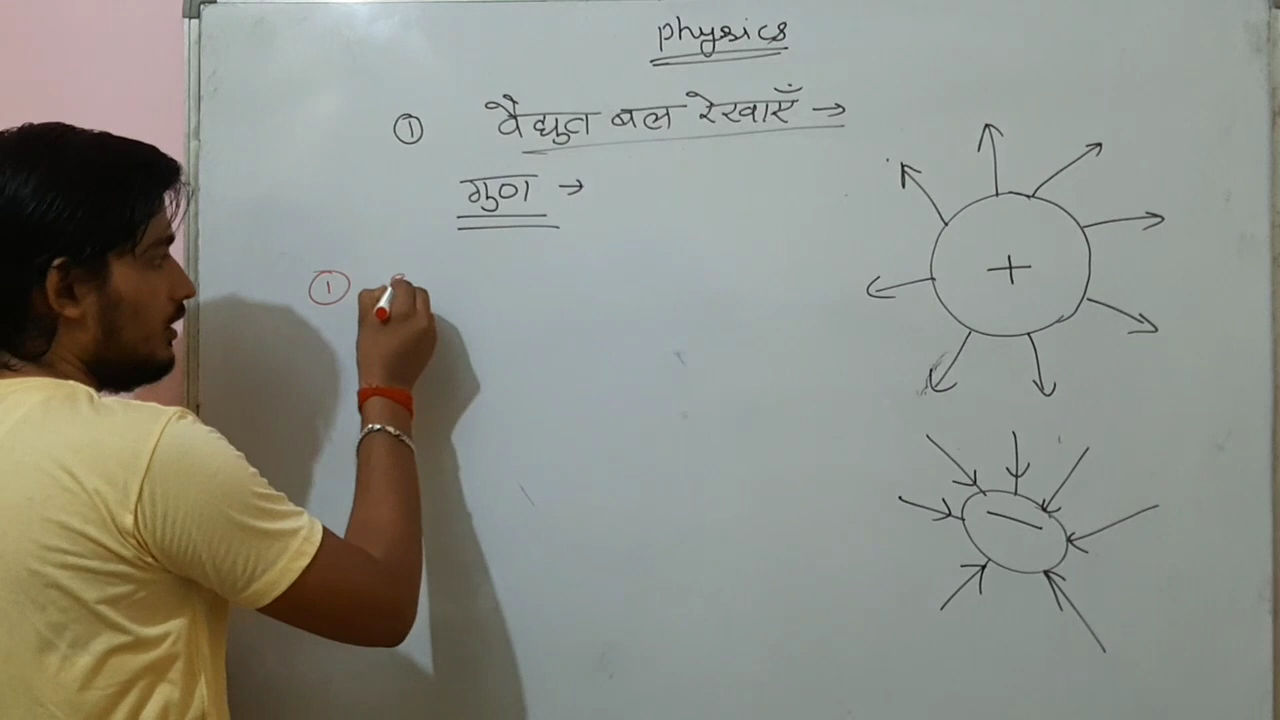 physics
① वैद्युत बल रेखाएँ →
गुण →
①
+
−